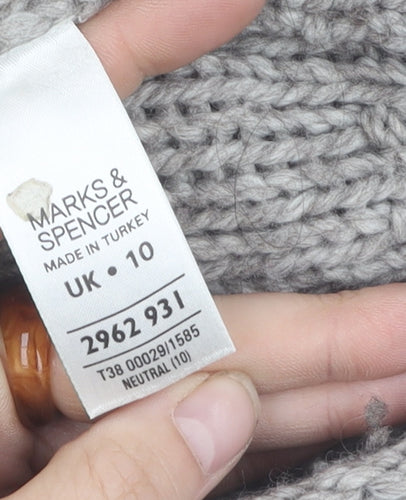 MARKS &
SPENCER
MADE IN TURKEY
UK • 10
2962 931
T38 00029/1585
NEUTRAL (10)